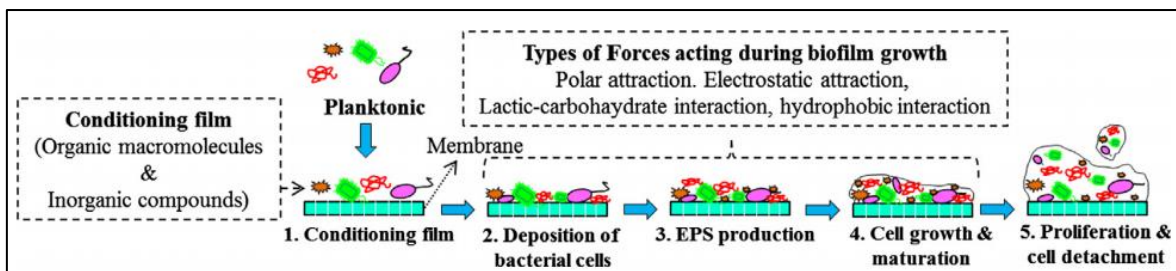 Types of Forces acting during biofilm growth
Polar attraction. Electrostatic attraction,
Lactic-carbohaydrate interaction, hydrophobic interaction
Planktonic
Conditioning film
(Organic macromolecules
&
Inorganic compounds)
Membrane
1. Conditioning film
2. Deposition of
bacterial cells
3. EPS production
4. Cell growth &
maturation
5. Proliferation &
cell detachment